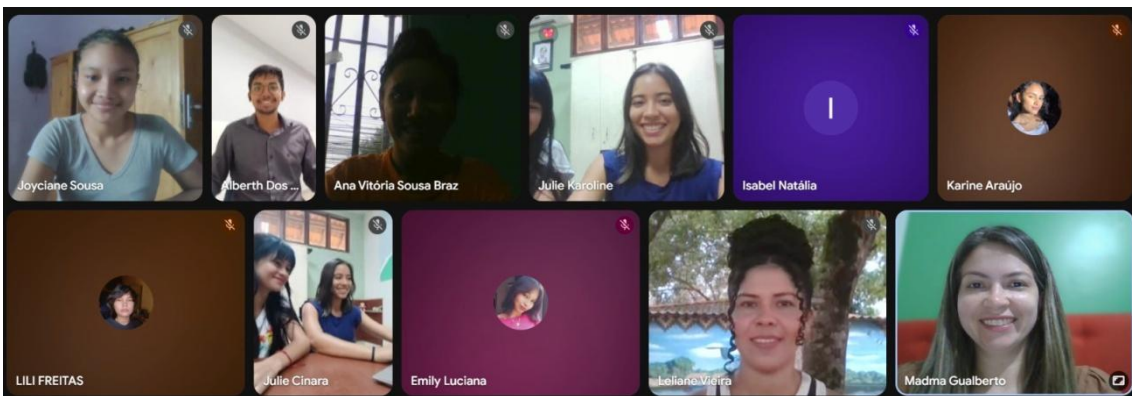 Joyciane Sousa
Alberth Dos ...
Ana Vitória Sousa Braz
Julie Karoline
I
Isabel Natália
Karine Araújo
LILI FREITAS
Julie Cinara
Emily Luciana
Leliane Vieira
Madma Gualberto